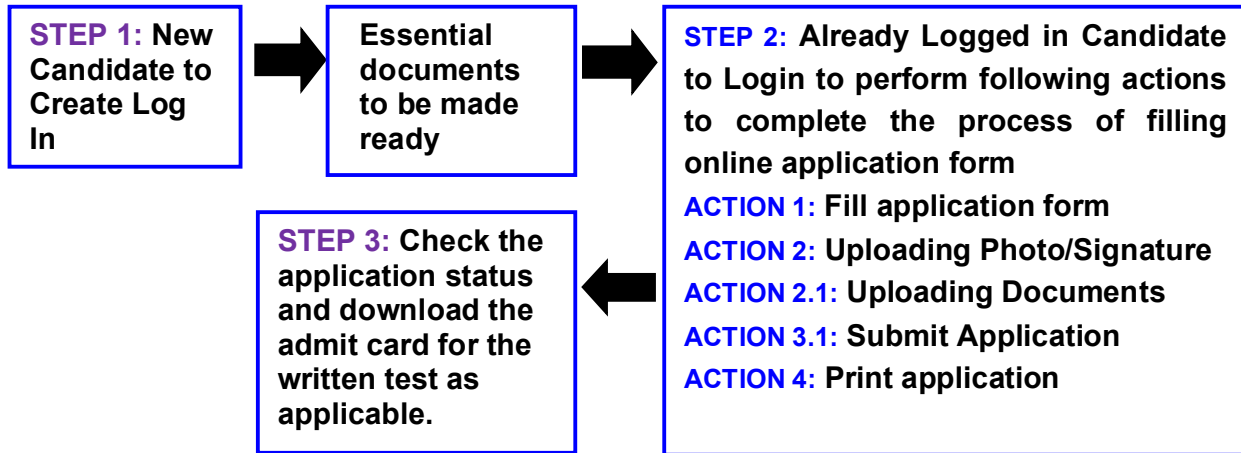 STEP 1: New
Candidate to
Create Log
In
Essential
documents
to be made
ready
STEP 2: Already Logged in Candidate
to Login to perform following actions
to complete the process of filling
online application form
ACTION 1: Fill application form
ACTION 2: Uploading Photo/Signature
ACTION 2.1: Uploading Documents
ACTION 3.1: Submit Application
ACTION 4: Print application
STEP 3: Check the
application status
and download the
admit card for the
written test as
applicable.